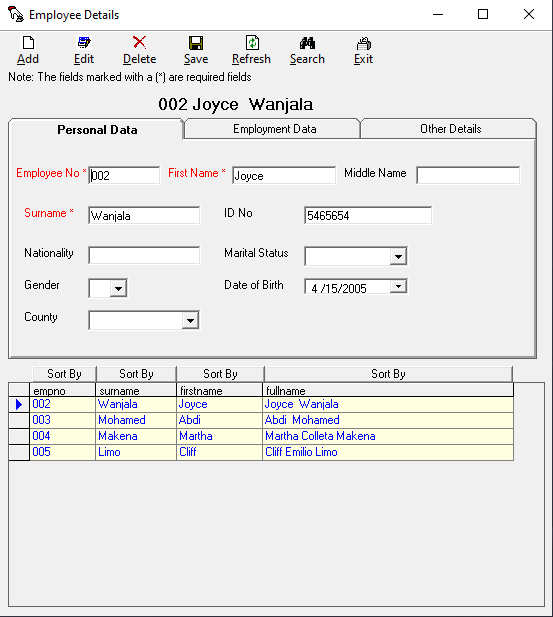 Employee Details
Add Edit Delete Save Refresh Search Exit
Note: The fields marked with a (*) are required fields
002 Joyce Wanjala
Personal Data Employment Data Other Details
Employee No * 002 First Name * Joyce Middle Name
Surname * Wanjala ID No 5465654
Nationality Marital Status
Gender Date of Birth 4 /15/2005
County
Sort By Sort By Sort By Sort By
empno surname firstname fullname
002 Wanjala Joyce Joyce Wanjala
003 Mohamed Abdi Abdi Mohamed
004 Makena Martha Martha Colleta Makena
005 Limo Cliff Cliff Emilio Limo